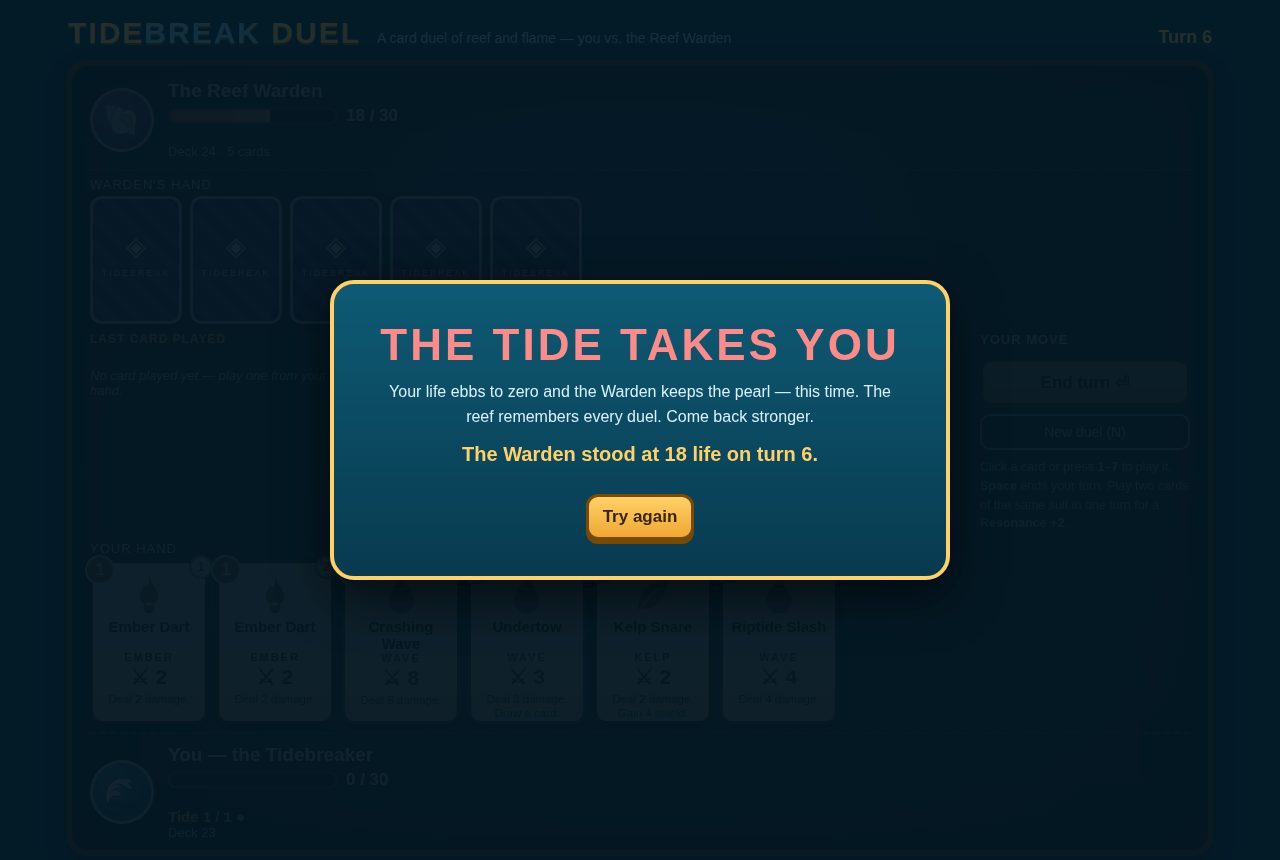 TIDEBREAK DUEL A card duel of reef and flame — you vs. the Reef Warden Turn 6
The Reef Warden
18 / 30
Deck 24 · 5 cards
WARDEN'S HAND
TIDEBREAK TIDEBREAK TIDEBREAK TIDEBREAK TIDEBREAK
THE TIDE TAKES YOU
Your life ebbs to zero and the Warden keeps the pearl — this time. The
reef remembers every duel. Come back stronger.
The Warden stood at 18 life on turn 6.
Try again
LAST CARD PLAYED
No card played yet — play one from your
hand.
YOUR MOVE
End turn
New duel (N)
Click a card or press 1–7 to play it.
Space ends your turn. Play two cards
of the same suit in one turn for a
Resonance +2.
YOUR HAND
1 1 1
Ember Dart Ember Dart Crashing Undertow Kelp Snare Riptide Slash
Wave
EMBER EMBER WAVE WAVE KELP WAVE
2 2 8 3 2 4
Deal 2 damage. Deal 2 damage. Deal 8 damage. Deal 3 damage. Deal 2 damage. Deal 4 damage.
Draw a card. Gain 4 shield.
You — the Tidebreaker
0 / 30
Tide 1 / 1
Deck 23